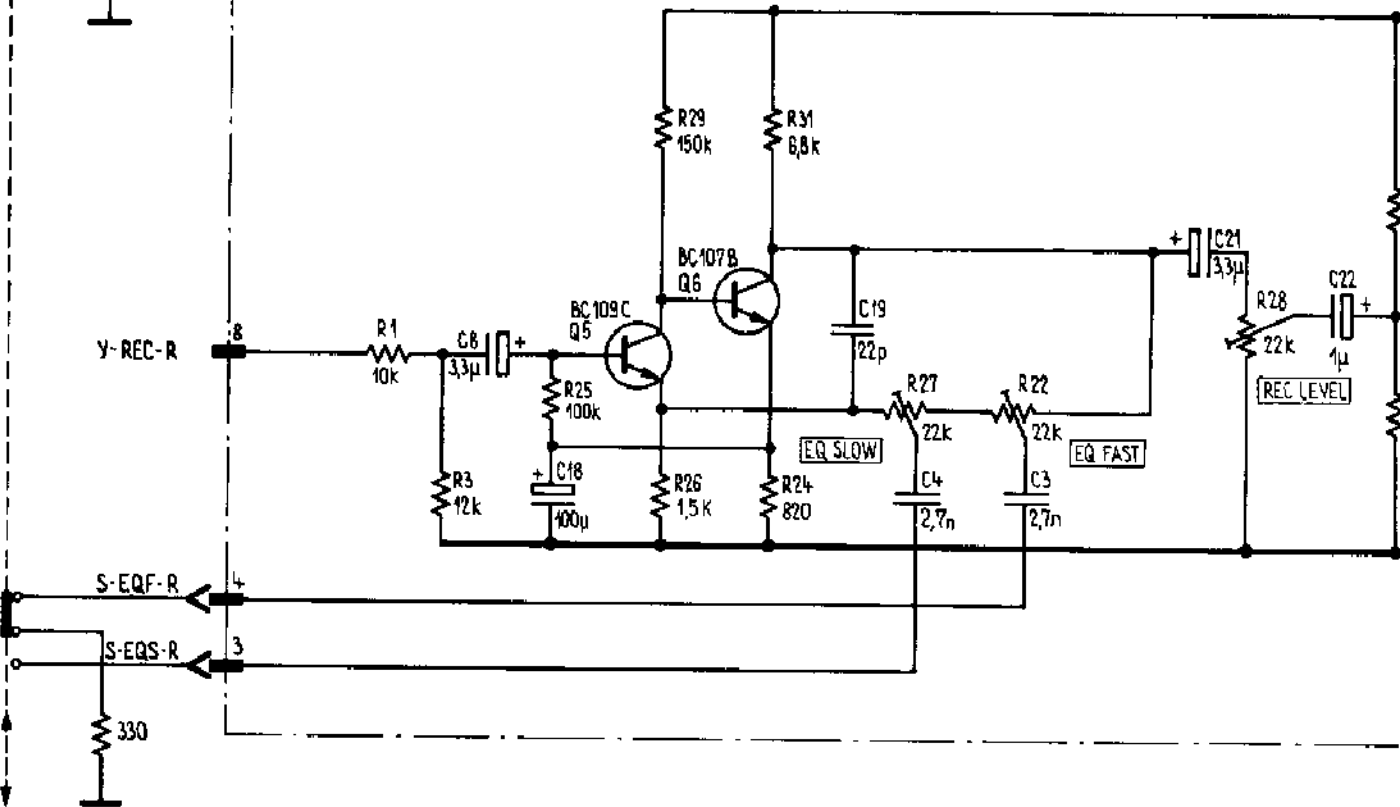 R29
150k
R31
6,8k
BC107B
Q6
+
C21
3,3µ
BC109C
Q5
C19
22p
R28
22k
C22
+
1µ
REC LEVEL
Y-REC-R
8
R1
10k
C6
+
3,3µ
R25
100k
R27
22k
R22
22k
EQ SLOW
EQ FAST
R3
12k
+
C18
100µ
R26
1,5K
R24
820
C4
2,7n
C3
2,7n
S-EQF-R
4
S-EQS-R
3
330